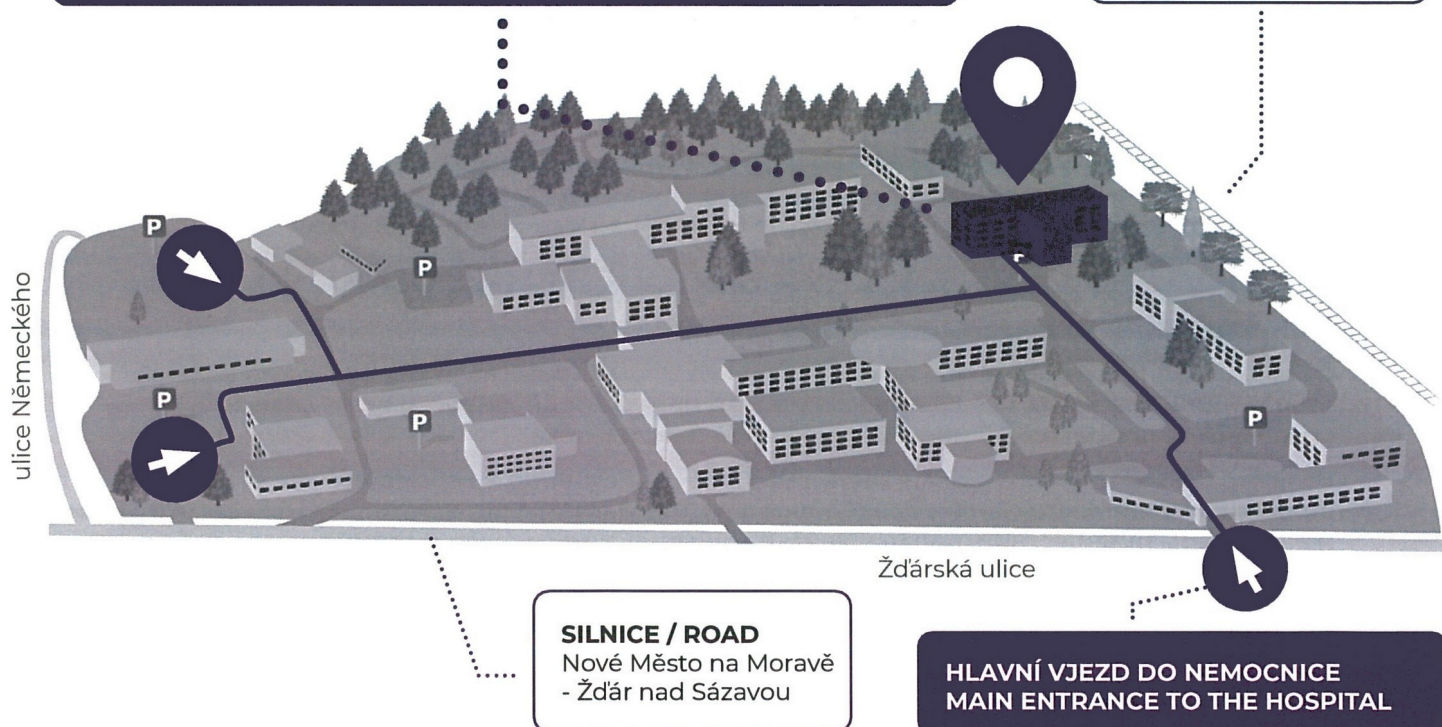 P
P
P
P
P
P
ulice Německého
Žďárská ulice
SILNICE / ROAD
Nové Město na Moravě
- Žďár nad Sázavou
HLAVNÍ VJEZD DO NEMOCNICE
MAIN ENTRANCE TO THE HOSPITAL